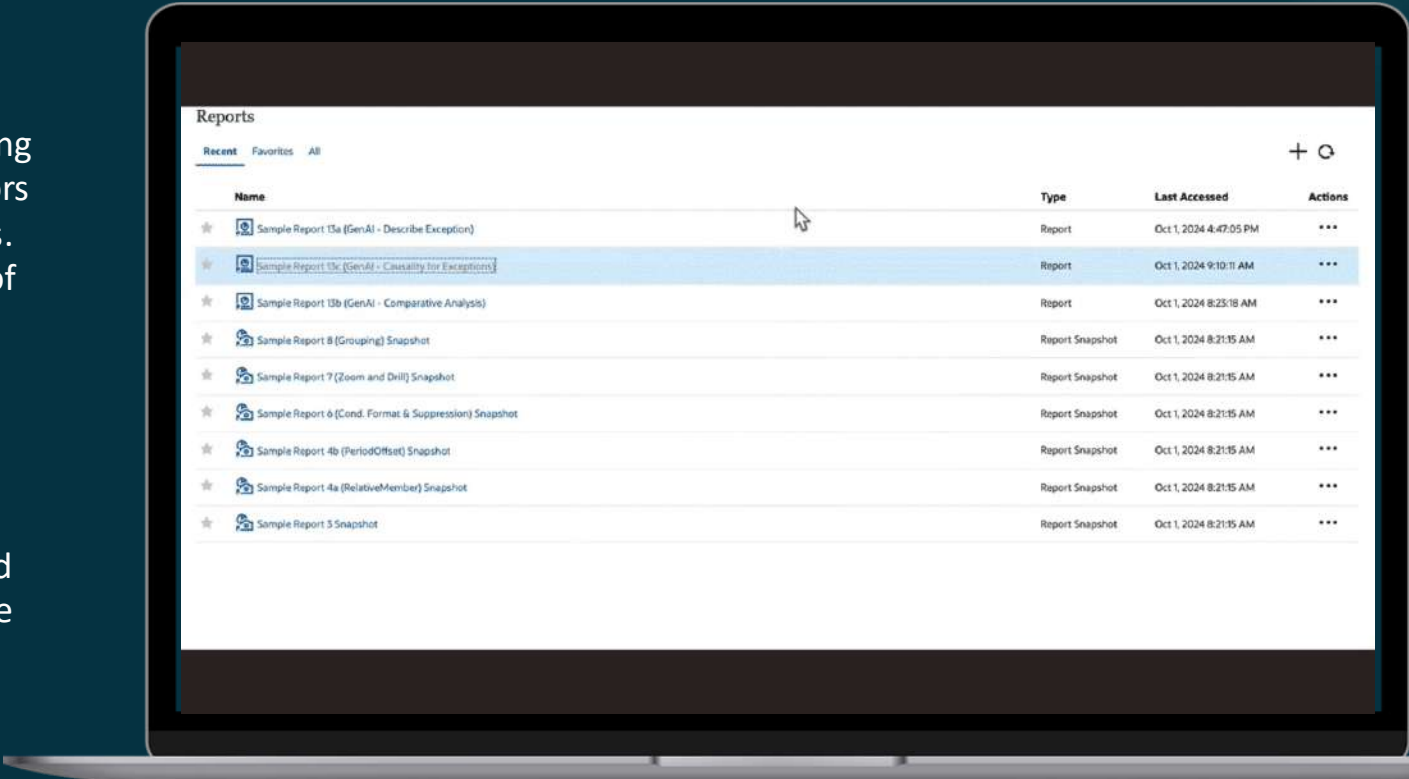 ng
ors
s.
of
d
e
Reports
Recent Favorites All
Name Type Last Accessed Actions
Sample Report 13a (GenAI - Describe Exception) Report Oct 1, 2024 4:47:05 PM
Sample Report 13c (GenAI - Causality for Exceptions) Report Oct 1, 2024 9:10:11 AM
Sample Report 13b (GenAI - Comparative Analysis) Report Oct 1, 2024 8:23:18 AM
Sample Report 8 (Grouping) Snapshot Report Snapshot Oct 1, 2024 8:21:15 AM
Sample Report 7 (Zoom and Drill) Snapshot Report Snapshot Oct 1, 2024 8:21:15 AM
Sample Report 6 (Cond. Format & Suppression) Snapshot Report Snapshot Oct 1, 2024 8:21:15 AM
Sample Report 4b (PeriodOffset) Snapshot Report Snapshot Oct 1, 2024 8:21:15 AM
Sample Report 4a (RelativeMember) Snapshot Report Snapshot Oct 1, 2024 8:21:15 AM
Sample Report 3 Snapshot Report Snapshot Oct 1, 2024 8:21:15 AM